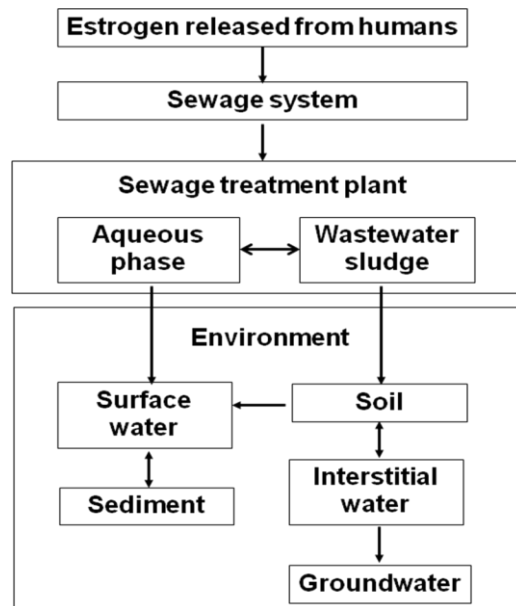 Estrogen released from humans
Sewage system
Sewage treatment plant
Aqueous
phase
Wastewater
sludge
Environment
Surface
water
Soil
Sediment
Interstitial
water
Groundwater